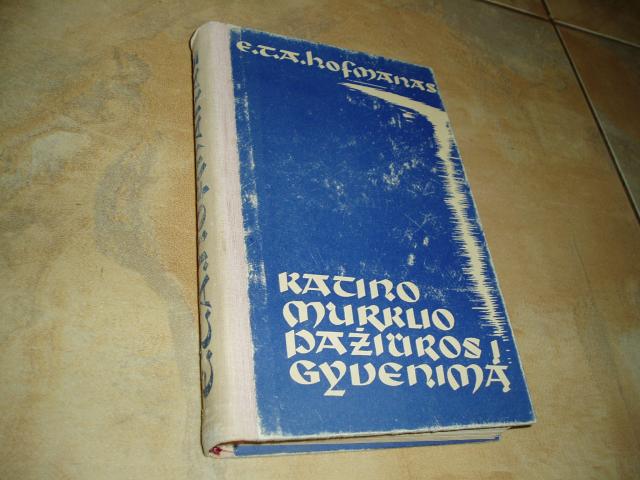 E.T.A. HOFMANAS
KATINO
MURKLIO
PAŽIŪROS Į
GYVENIMĄ